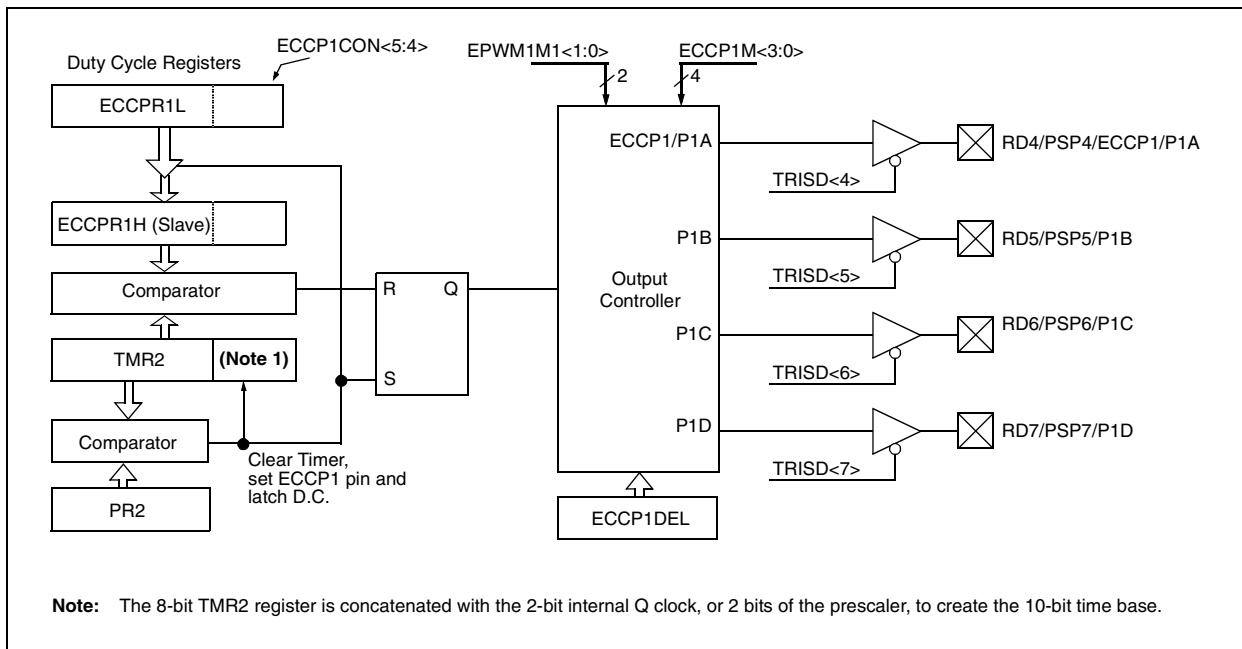 ECCP1CON<5:4>
Duty Cycle Registers
ECCPR1L
ECCPR1H (Slave)
Comparator
TMR2
(Note 1)
Comparator
PR2
Clear Timer,
set ECCP1 pin and
latch D.C.
R
Q
S
EPWM1M1<1:0>
2
ECCP1M<3:0>
4
ECCP1/P1A
P1B
Output
Controller
P1C
P1D
ECCP1DEL
TRISD<4>
RD4/PSP4/ECCP1/P1A
TRISD<5>
RD5/PSP5/P1B
TRISD<6>
RD6/PSP6/P1C
TRISD<7>
RD7/PSP7/P1D
Note: The 8-bit TMR2 register is concatenated with the 2-bit internal Q clock, or 2 bits of the prescaler, to create the 10-bit time base.